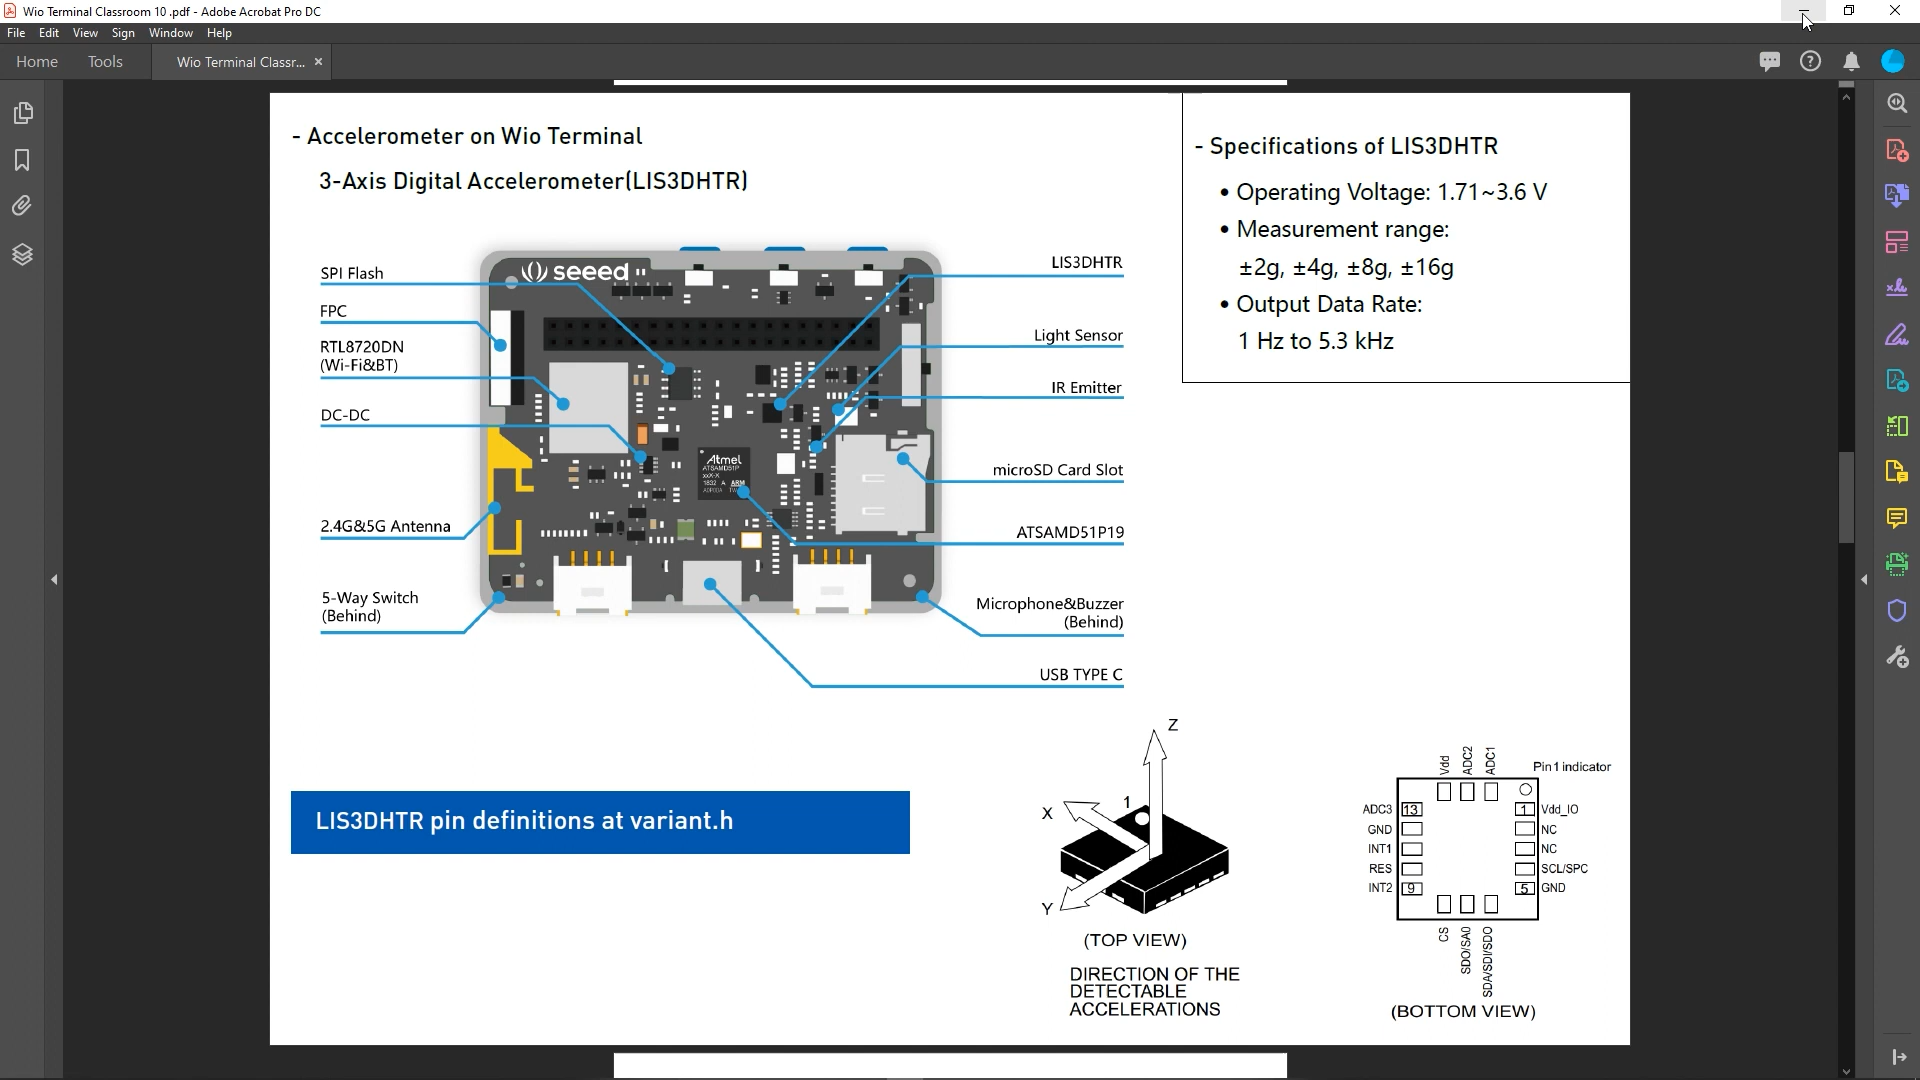 Wio Terminal Classroom 10 .pdf - Adobe Acrobat Pro DC
File Edit View Sign Window Help
Home Tools Wio Terminal Classr... ×
- Accelerometer on Wio Terminal
3-Axis Digital Accelerometer(LIS3DHTR)
- Specifications of LIS3DHTR
• Operating Voltage: 1.71~3.6 V
• Measurement range:
±2g, ±4g, ±8g, ±16g
• Output Data Rate:
1 Hz to 5.3 kHz
seeed
SPI Flash
FPC
RTL8720DN
(Wi-Fi&BT)
DC-DC
2.4G&5G Antenna
5-Way Switch
(Behind)
Atmel
ATSAMD51P
1832 A ARM
LIS3DHTR
Light Sensor
IR Emitter
microSD Card Slot
ATSAMD51P19
Microphone&Buzzer
(Behind)
USB TYPE C
LIS3DHTR pin definitions at variant.h
Z
X
1
Y
(TOP VIEW)
DIRECTION OF THE
DETECTABLE
ACCELERATIONS
Vdd ADC2 ADC1
Pin 1 indicator
ADC3 13 1 Vdd_IO
GND NC
INT1 NC
RES SCL/SPC
INT2 9 5 GND
CS SDO/SA0 SDA/SDI/SDO
(BOTTOM VIEW)